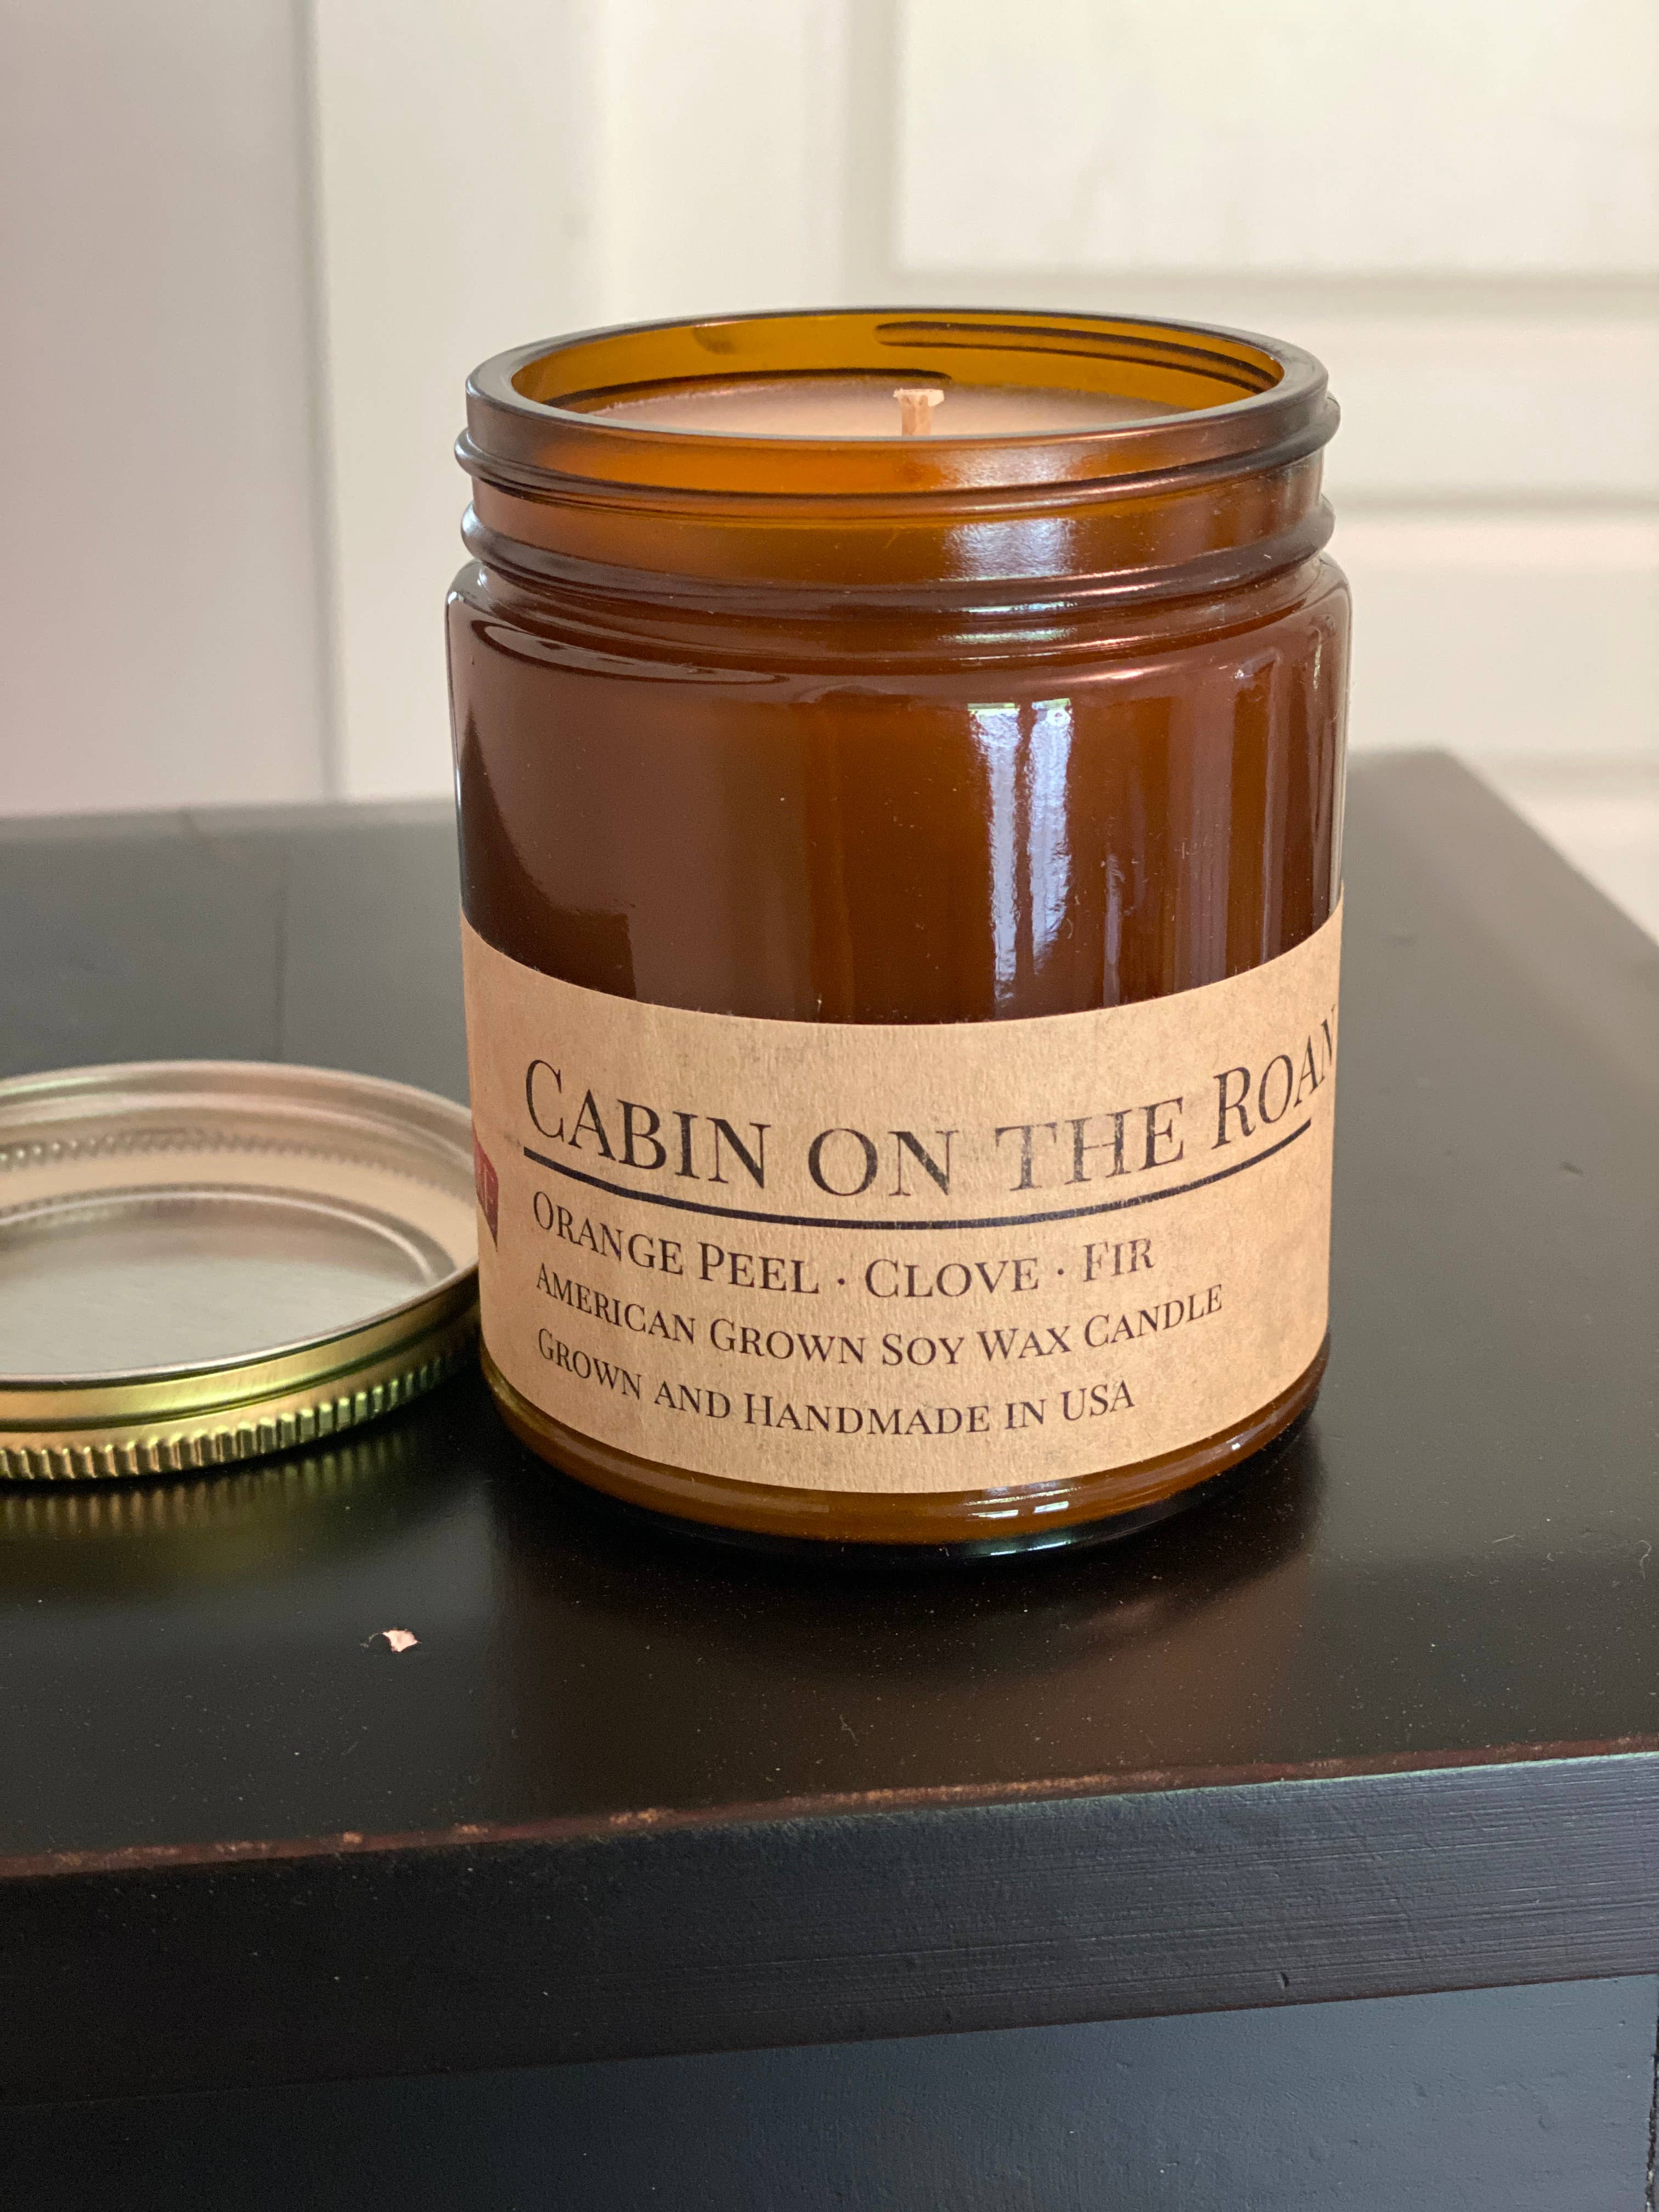 Cabin on the Roan
Orange Peel · Clove · Fir
American Grown Soy Wax Candle
Grown and Handmade in USA